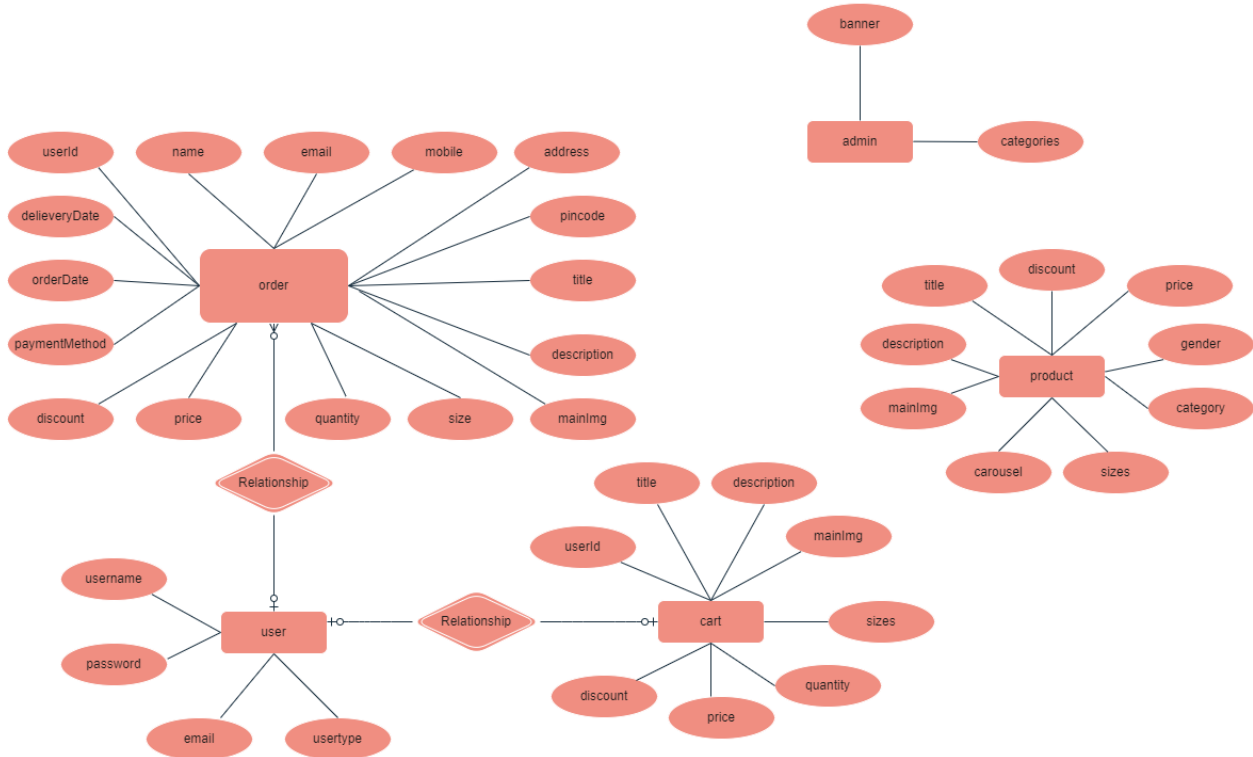 banner
admin
categories
userId
name
email
mobile
address
delieveryDate
pincode
orderDate
order
title
paymentMethod
description
discount
price
quantity
size
mainImg
title
discount
price
description
gender
product
mainImg
category
carousel
sizes
Relationship
title
description
userId
mainImg
username
user
Relationship
cart
sizes
password
discount
quantity
price
email
usertype